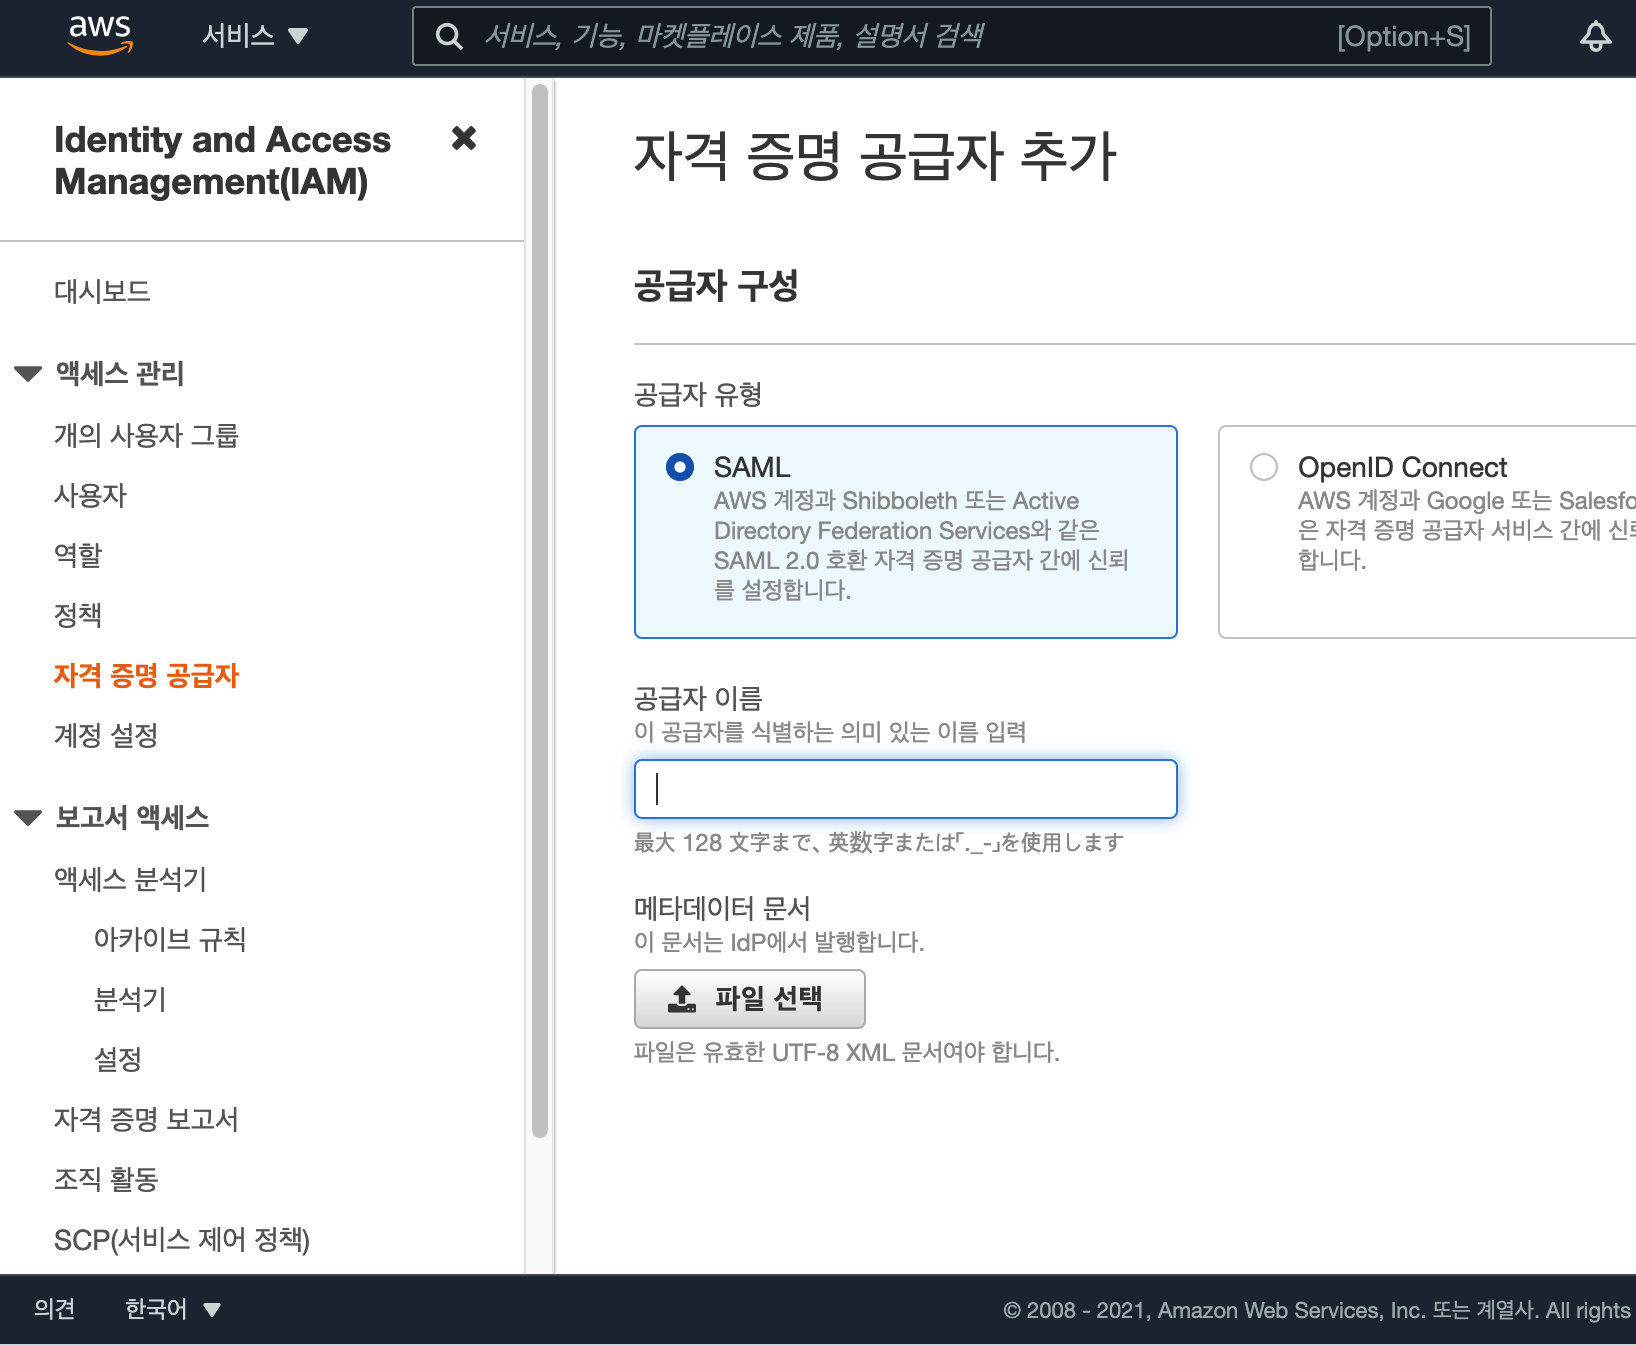 aws
서비스
서비스, 기능, 마켓플레이스 제품, 설명서 검색
[Option+S]
Identity and Access
Management(IAM)
대시보드
액세스 관리
개의 사용자 그룹
사용자
역할
정책
자격 증명 공급자
계정 설정
보고서 액세스
액세스 분석기
아카이브 규칙
분석기
설정
자격 증명 보고서
조직 활동
SCP(서비스 제어 정책)
자격 증명 공급자 추가
공급자 구성
공급자 유형
SAML
AWS 계정과 Shibboleth 또는 Active
Directory Federation Services와 같은
SAML 2.0 호환 자격 증명 공급자 간에 신뢰
를 설정합니다.
OpenID Connect
AWS 계정과 Google 또는 Salesfo
은 자격 증명 공급자 서비스 간에 신뢰
합니다.
공급자 이름
이 공급자를 식별하는 의미 있는 이름 입력
最大 128 文字まで、英数字または「._-」を使用します
메타데이터 문서
이 문서는 IdP에서 발행합니다.
파일 선택
파일은 유효한 UTF-8 XML 문서여야 합니다.
의견
한국어
© 2008 - 2021, Amazon Web Services, Inc. 또는 계열사. All rights